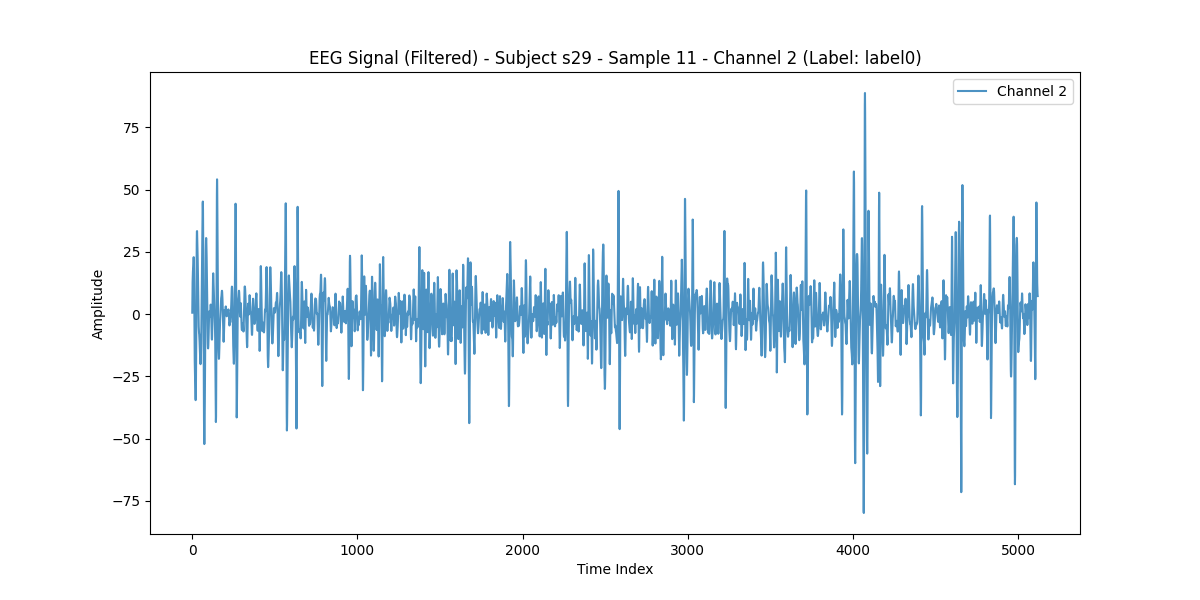 EEG Signal (Filtered) - Subject s29 - Sample 11 - Channel 2 (Label: label0)
Channel 2
75
50
25
0
−25
−50
−75
Amplitude
0 1000 2000 3000 4000 5000
Time Index